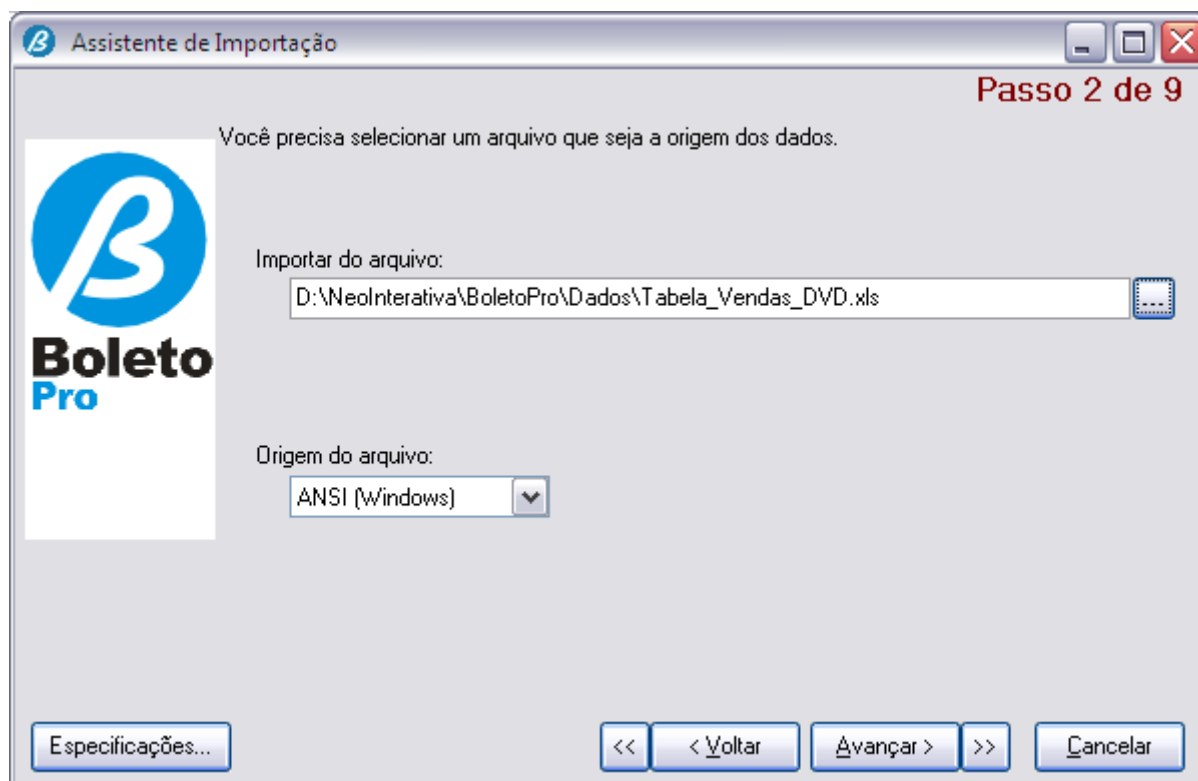 Assistente de Importação
Passo 2 de 9
Você precisa selecionar um arquivo que seja a origem dos dados.
Boleto
Pro
Importar do arquivo:
D:\NeoInterativa\BoletoPro\Dados\Tabela_Vendas_DVD.xls
...
Origem do arquivo:
ANSI (Windows)
Especificações... << < Voltar Avançar > >> Cancelar